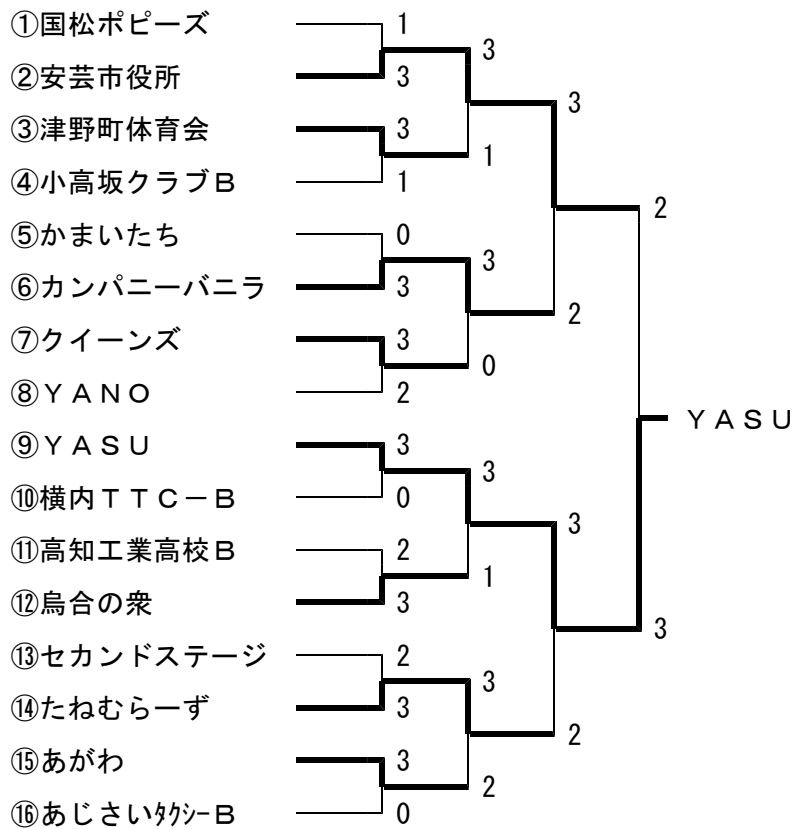 ①国松ポピーズ 1
3
②安芸市役所 3
3
③津野町体育会 3
1
④小高坂クラブB 1
2
⑤かまいたち 0
3
⑥カンパニーバニラ 3
2
⑦クイーンズ 3
0
⑧YANO 2
YASU
⑨YASU 3
3
⑩横内TTC-B 0
3
⑪高知工業高校B 2
1
⑫烏合の衆 3
3
⑬セカンドステージ 2
3
⑭たねむらーず 3
2
⑮あがわ 3
2
⑯あじさいタクシーB 0